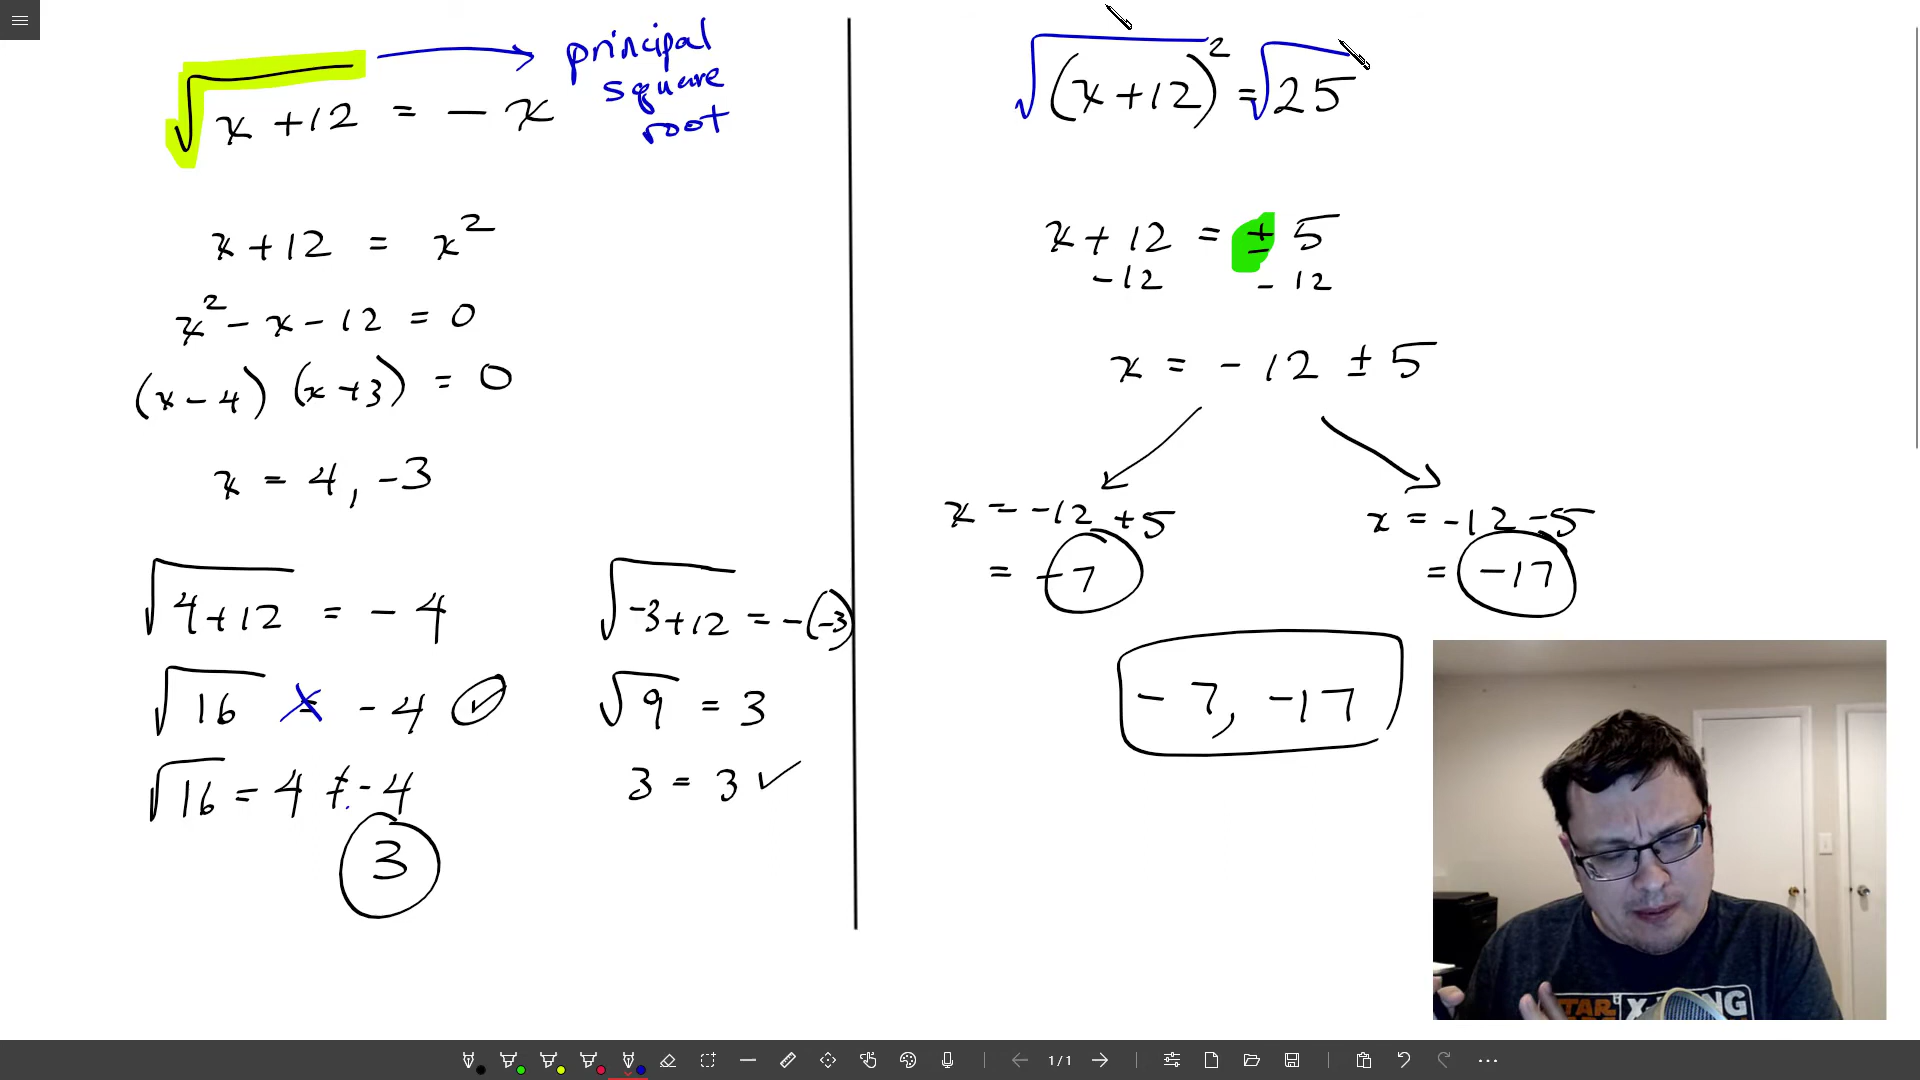 √(x+12) = -x → principal
square
root
x+12 = x²
x² - x - 12 = 0
(x-4) (x+3) = 0
x = 4, -3
√(4+12) = -4
√16 = -4 ✓
√16 = 4 ≠ -4
3
√(-3+12) = -(-3)
√9 = 3
3 = 3 ✓
√(x+12)² = √25
x + 12 = ± 5
-12 - 12
x = -12 ± 5
x = -12 +5
= -7
x = -12 -5
= -17
-7, -17
STAR X-WING
1/1